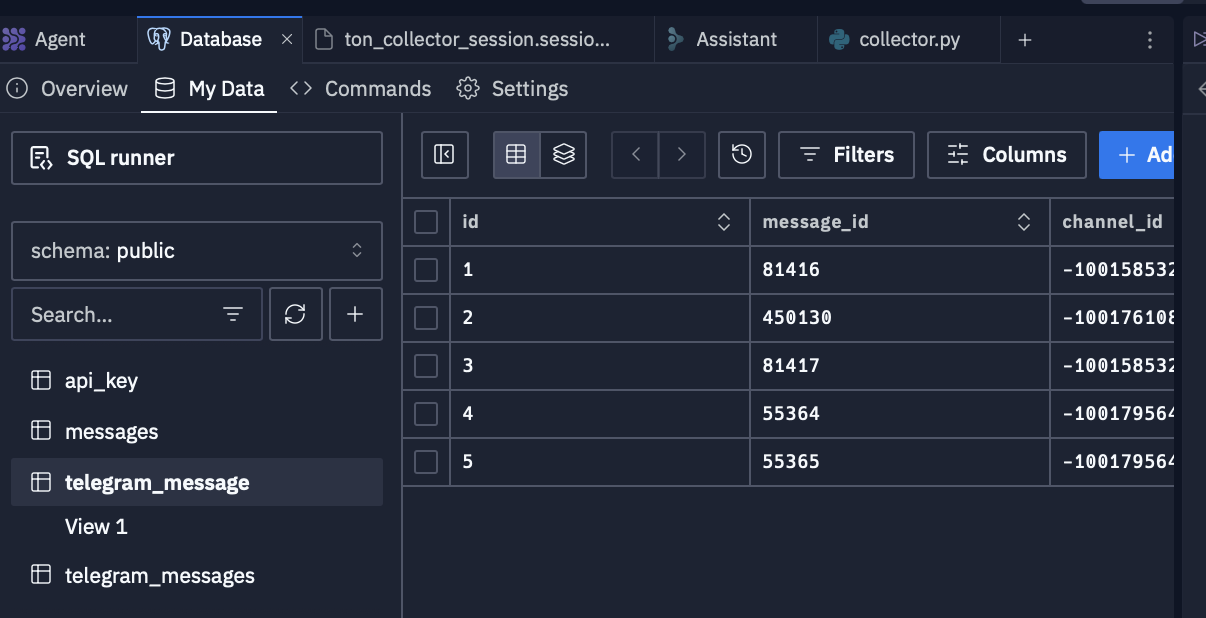 Agent Database ton_collector_session.sessio... Assistant collector.py
Overview My Data Commands Settings
SQL runner
Filters Columns + Ad
schema: public
Search...
id message_id channel_id
1 81416 -100158532
2 450130 -100176108
3 81417 -100158532
4 55364 -100179564
5 55365 -100179564
api_key
messages
telegram_message
View 1
telegram_messages